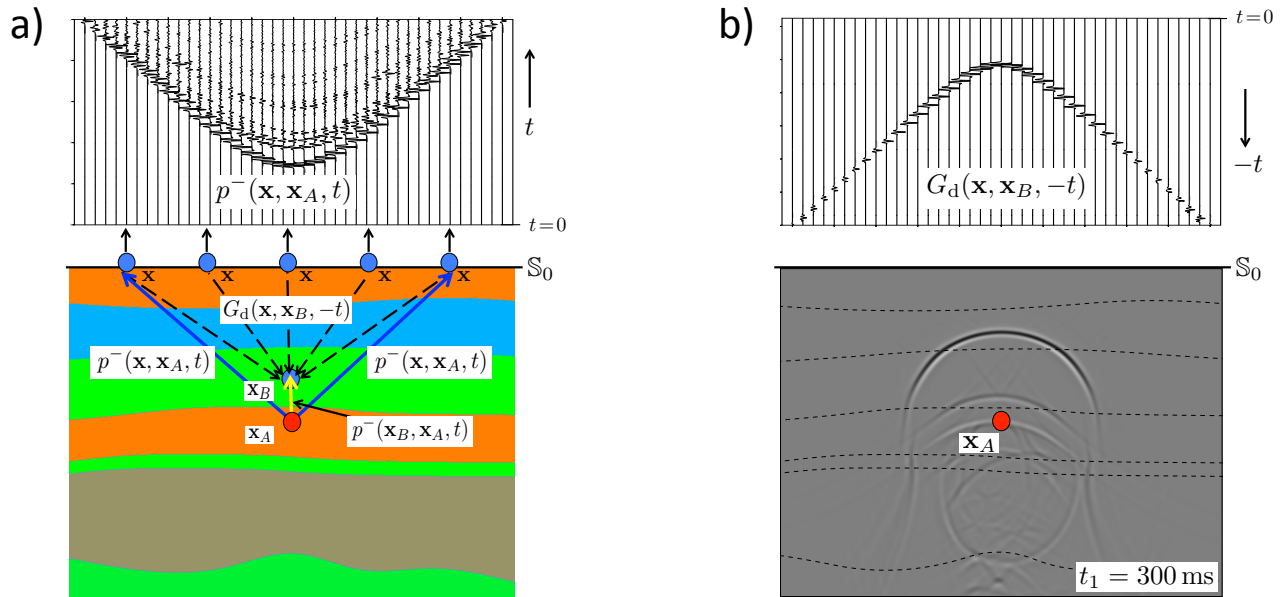 a)
t
p⁻(𝐱, 𝐱_A, t)
t=0
𝕊₀
𝐱 𝐱 𝐱 𝐱 𝐱
G_d(𝐱, 𝐱_B, −t)
p⁻(𝐱, 𝐱_A, t) p⁻(𝐱, 𝐱_A, t)
𝐱_B
𝐱_A
p⁻(𝐱_B, 𝐱_A, t)
b)
t=0
−t
G_d(𝐱, 𝐱_B, −t)
𝕊₀
𝐱_A
t₁ = 300 ms